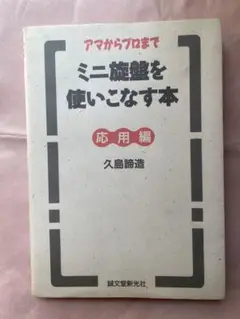 アマからプロまで
ミニ旋盤を
使いこなす本
応用編
久島諦造
誠文堂新光社